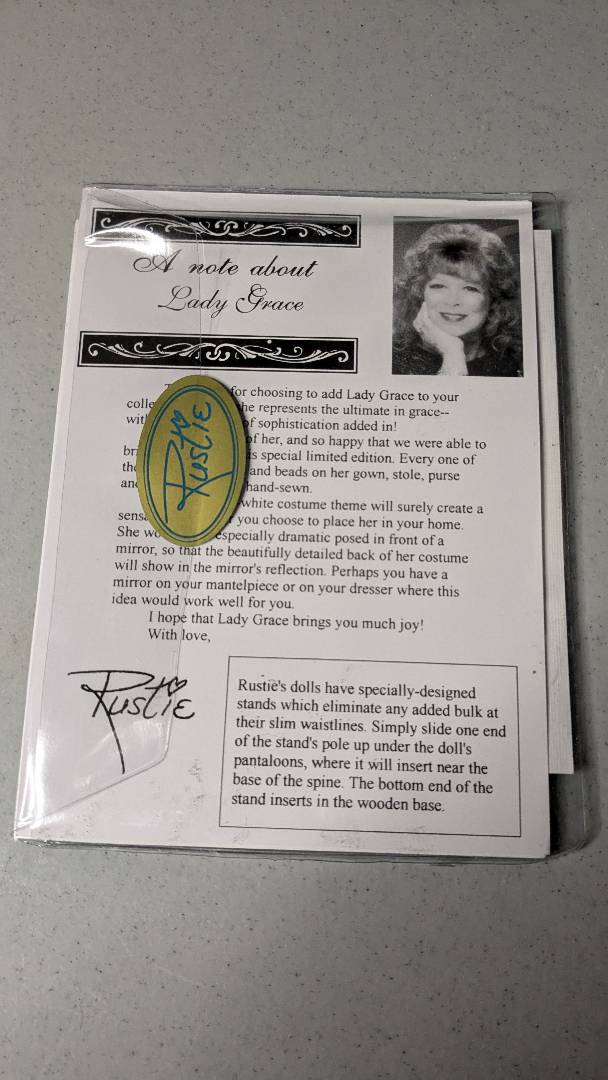 A note about
Lady Grace
for choosing to add Lady Grace to your
colle he represents the ultimate in grace--
with of sophistication added in!
of her, and so happy that we were able to
bri is special limited edition. Every one of
the and beads on her gown, stole, purse
an hand-sewn.
white costume theme will surely create a
sens you choose to place her in your home.
She wo especially dramatic posed in front of a
mirror, so that the beautifully detailed back of her costume
will show in the mirror's reflection. Perhaps you have a
mirror on your mantelpiece or on your dresser where this
idea would work well for you.
I hope that Lady Grace brings you much joy!
With love,
Rustie
Rustie
Rustie's dolls have specially-designed
stands which eliminate any added bulk at
their slim waistlines. Simply slide one end
of the stand's pole up under the doll's
pantaloons, where it will insert near the
base of the spine. The bottom end of the
stand inserts in the wooden base.